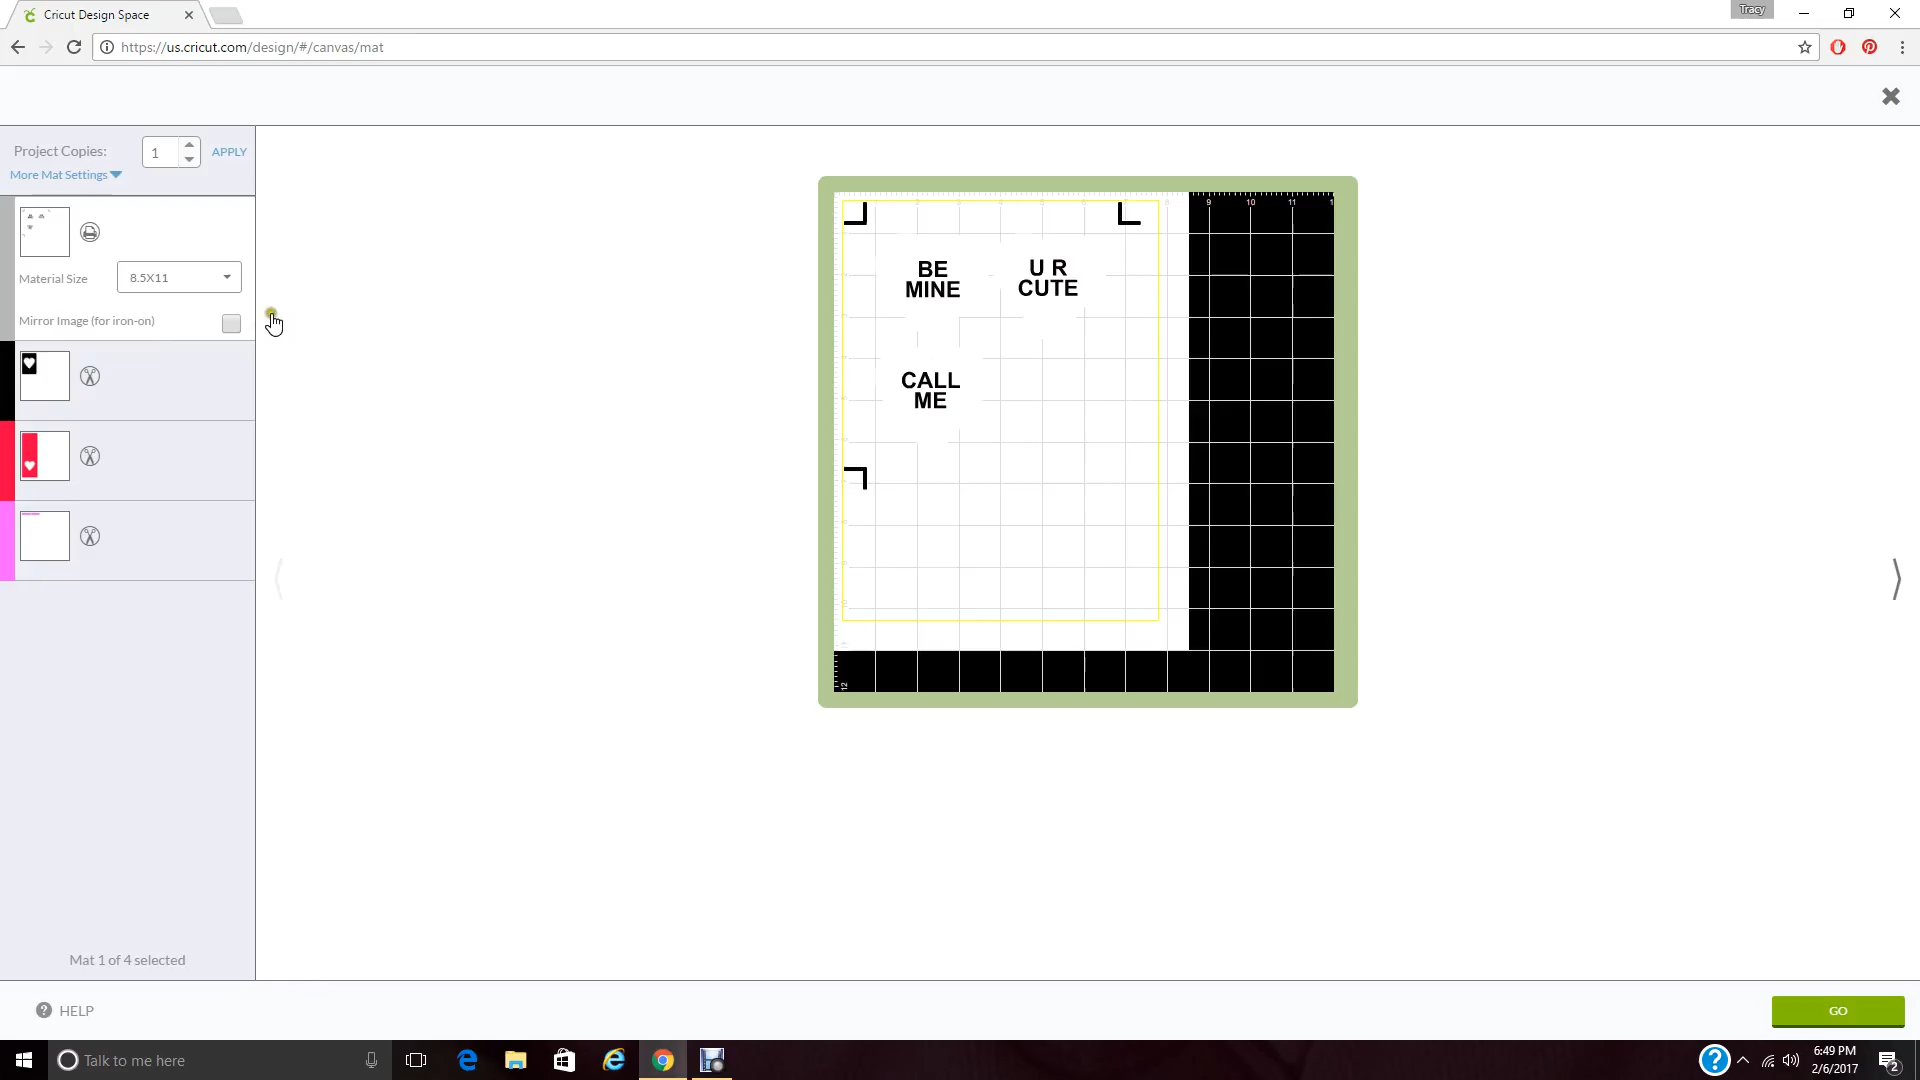 Cricut Design Space
Tracy
https://us.cricut.com/design/#/canvas/mat
Project Copies:
1
APPLY
More Mat Settings
Material Size
8.5X11
Mirror Image (for iron-on)
Mat 1 of 4 selected
9 10 11
BE
MINE
U R
CUTE
CALL
ME
12
HELP
GO
Talk to me here
6:49 PM
2/6/2017
2